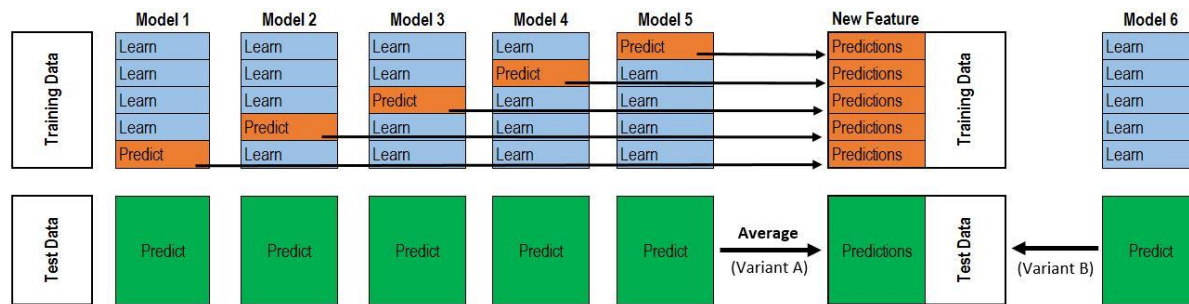 Model 1 Model 2 Model 3 Model 4 Model 5 New Feature Model 6
Learn Learn Learn Learn Predict Predictions Learn
Learn Learn Learn Predict Learn Predictions Learn
Learn Learn Predict Learn Learn Predictions Learn
Learn Predict Learn Learn Learn Predictions Learn
Predict Learn Learn Learn Learn Predictions Learn
Training Data
Training Data
Test Data
Predict Predict Predict Predict Predict
Average
(Variant A)
Predictions
Test Data
(Variant B)
Predict